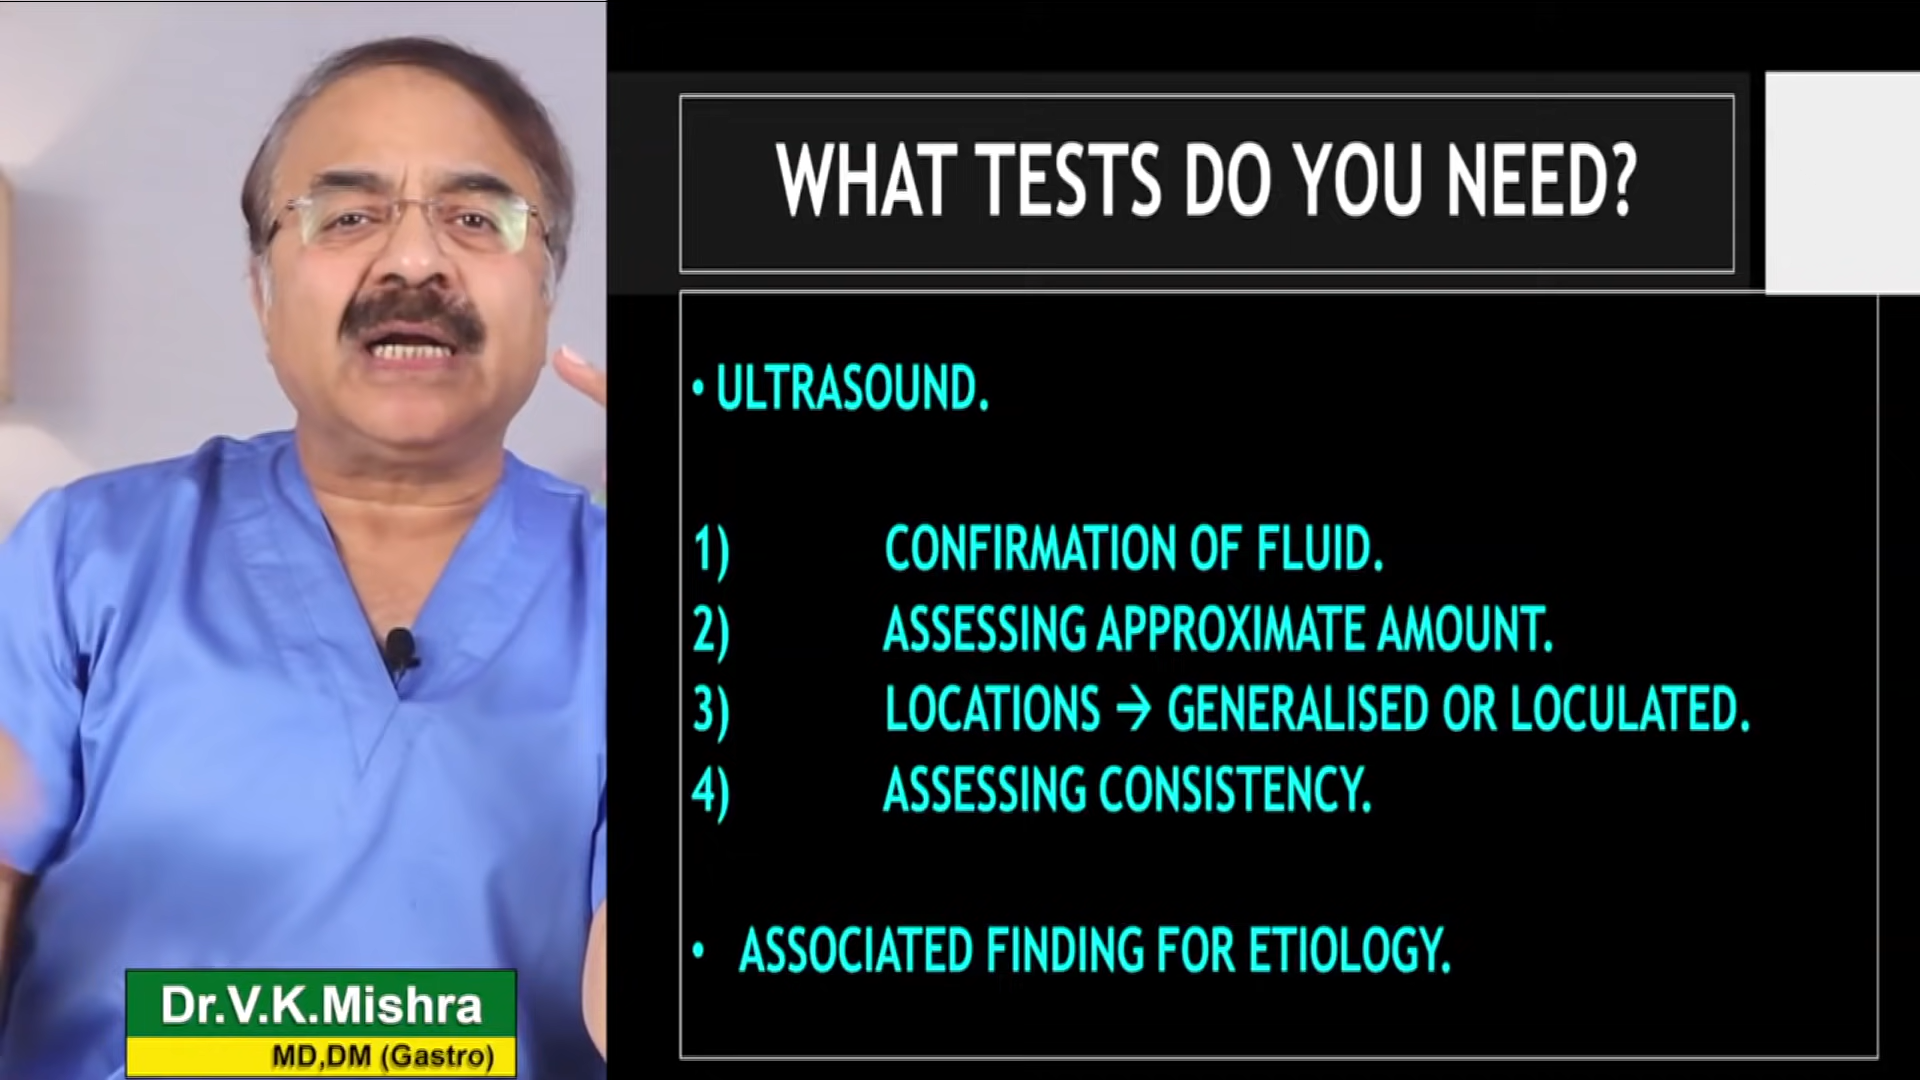 WHAT TESTS DO YOU NEED?
• ULTRASOUND.
1) CONFIRMATION OF FLUID.
2) ASSESSING APPROXIMATE AMOUNT.
3) LOCATIONS → GENERALISED OR LOCULATED.
4) ASSESSING CONSISTENCY.
• ASSOCIATED FINDING FOR ETIOLOGY.
Dr.V.K.Mishra
MD,DM (Gastro)